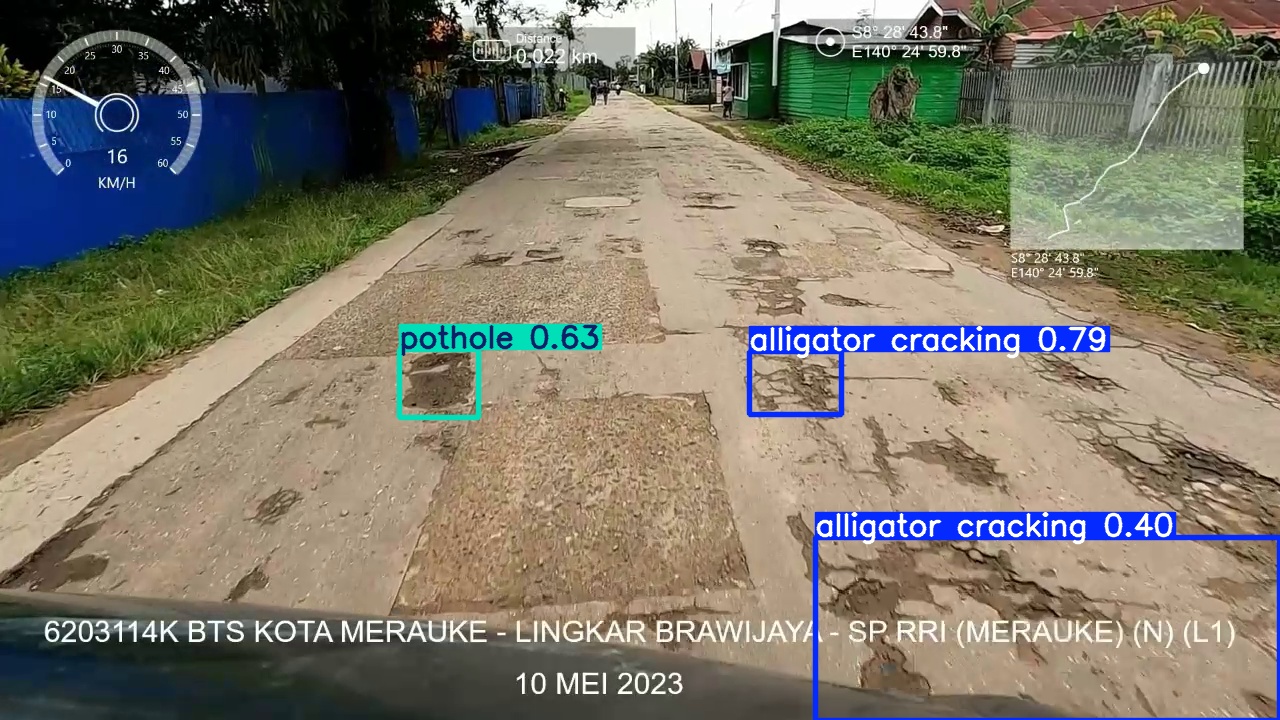 30
25
35
20
40
15
45
10
50
5
55
0
60
16
KM/H
Distance
0.022 km
S8° 28' 43.8"
E140° 24' 59.8"
S8° 28' 43.8"
E140° 24' 59.8"
pothole 0.63
alligator cracking 0.79
alligator cracking 0.40
6203114K BTS KOTA MERAUKE - LINGKAR BRAWIJAYA - SP RRI (MERAUKE) (N) (L1)
10 MEI 2023